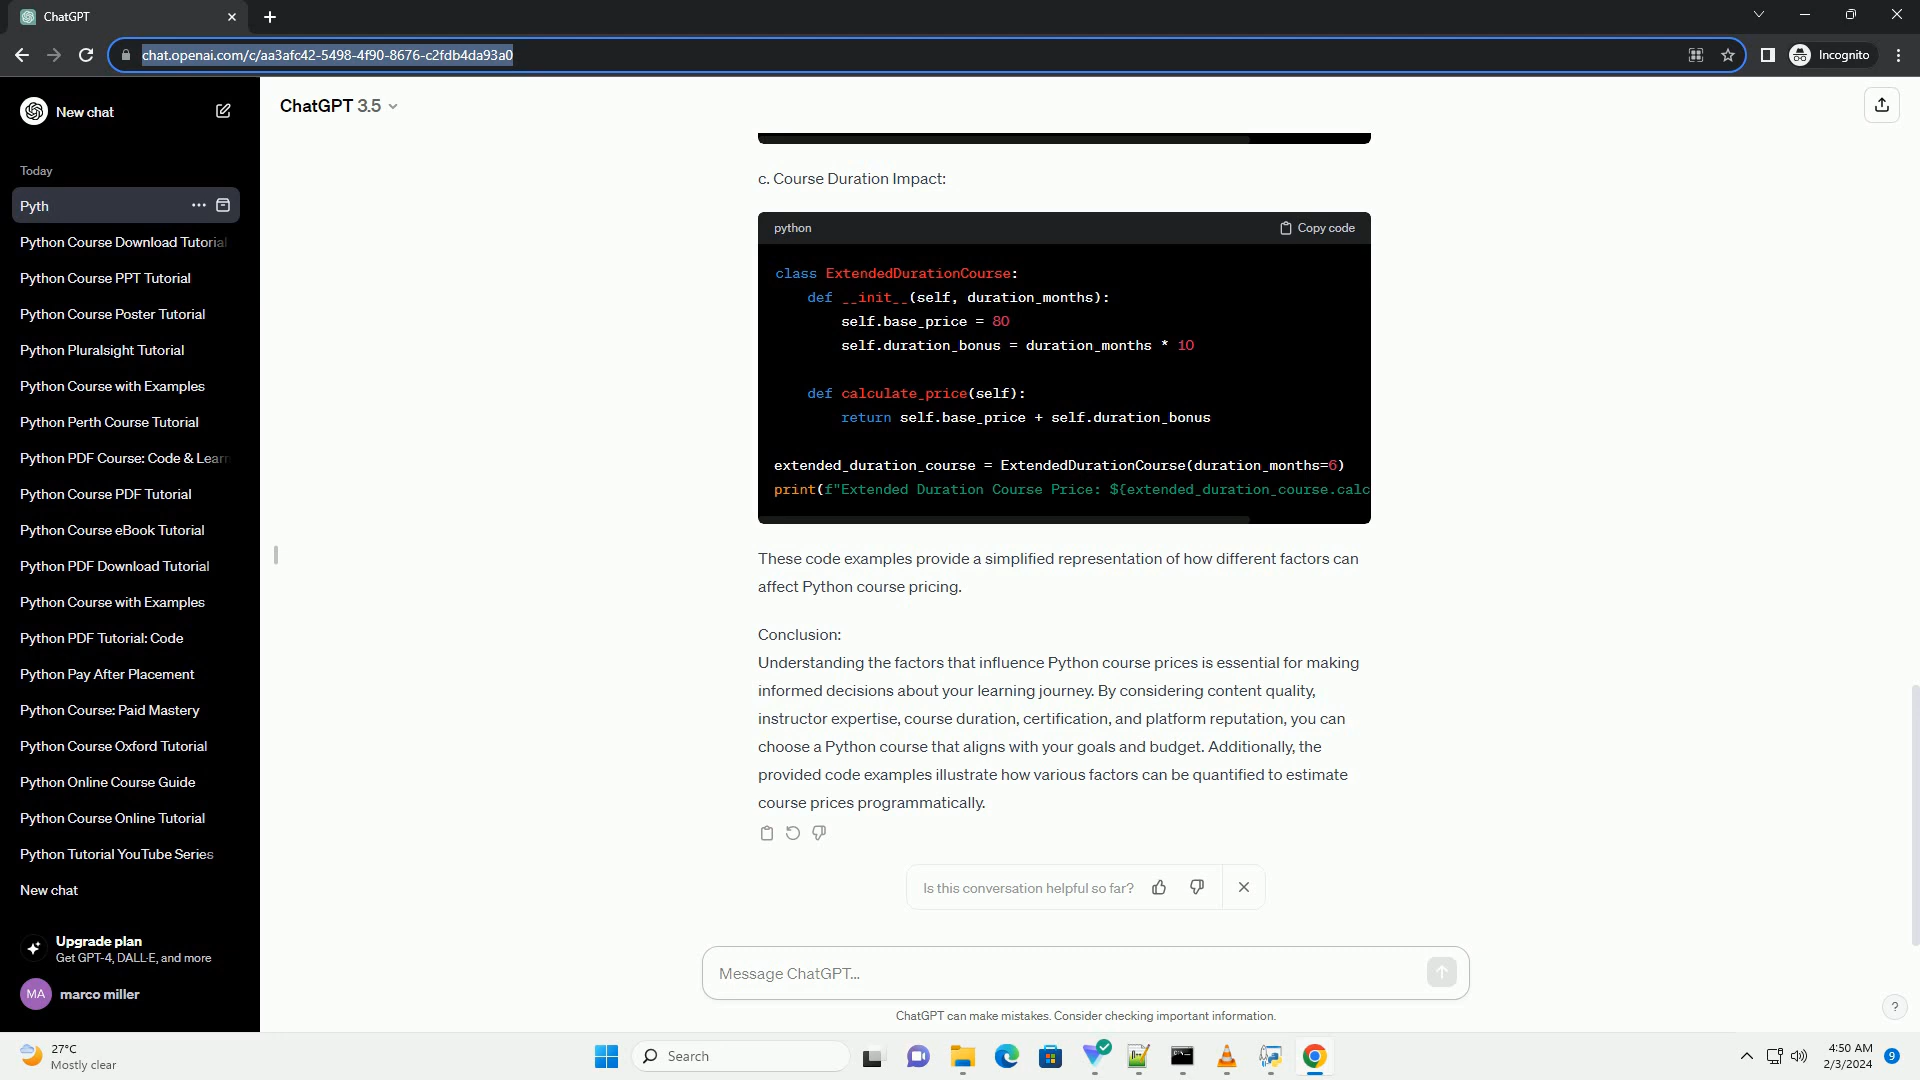 ChatGPT
chat.openai.com/c/aa3afc42-5498-4f90-8676-c2fdb4da93a0
Incognito
New chat
ChatGPT 3.5
Today
Pyth
Python Course Download Tutorial
Python Course PPT Tutorial
Python Course Poster Tutorial
Python Pluralsight Tutorial
Python Course with Examples
Python Perth Course Tutorial
Python PDF Course: Code & Learn
Python Course PDF Tutorial
Python Course eBook Tutorial
Python PDF Download Tutorial
Python Course with Examples
Python PDF Tutorial: Code
Python Pay After Placement
Python Course: Paid Mastery
Python Course Oxford Tutorial
Python Online Course Guide
Python Course Online Tutorial
Python Tutorial YouTube Series
New chat
Upgrade plan
Get GPT-4, DALL·E, and more
MA
marco miller
c. Course Duration Impact:
python
Copy code
class ExtendedDurationCourse:
def __init__(self, duration_months):
self.base_price = 80
self.duration_bonus = duration_months * 10
def calculate_price(self):
return self.base_price + self.duration_bonus
extended_duration_course = ExtendedDurationCourse(duration_months=6)
print(f"Extended Duration Course Price: ${extended_duration_course.calc
These code examples provide a simplified representation of how different factors can
affect Python course pricing.
Conclusion:
Understanding the factors that influence Python course prices is essential for making
informed decisions about your learning journey. By considering content quality,
instructor expertise, course duration, certification, and platform reputation, you can
choose a Python course that aligns with your goals and budget. Additionally, the
provided code examples illustrate how various factors can be quantified to estimate
course prices programmatically.
Is this conversation helpful so far?
Message ChatGPT...
ChatGPT can make mistakes. Consider checking important information.
?
27°C
Mostly clear
Search
4:50 AM
2/3/2024
9